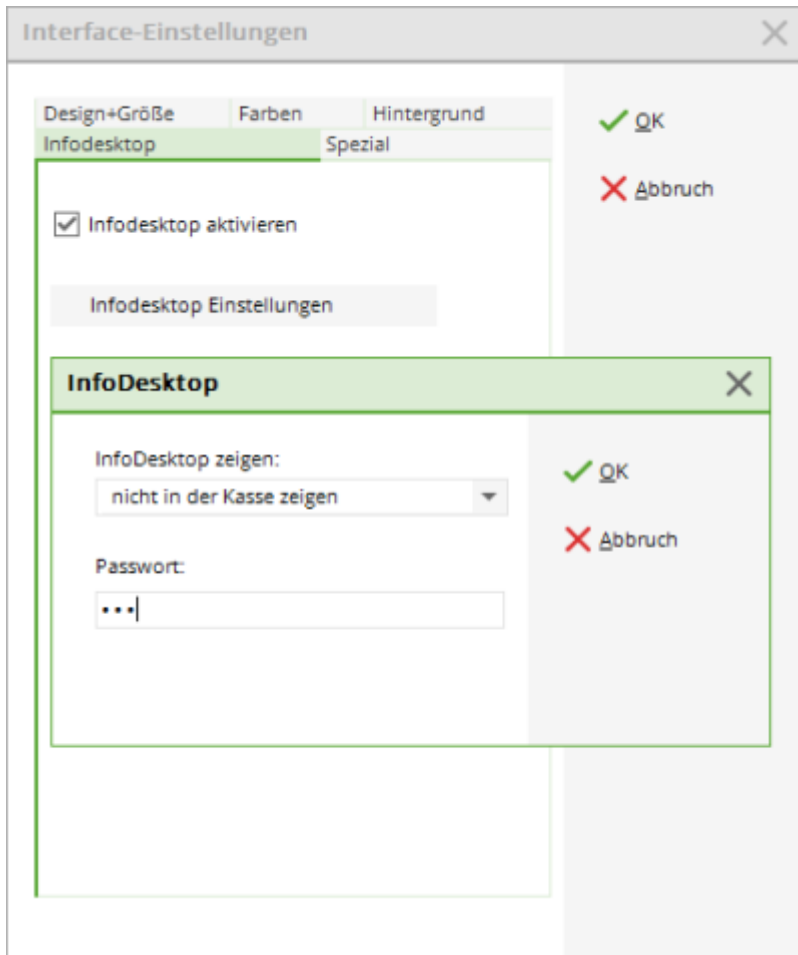 Interface-Einstellungen
Design+Größe Farben Hintergrund
Infodesktop Spezial
OK
Abbruch
Infodesktop aktivieren
Infodesktop Einstellungen
InfoDesktop
InfoDesktop zeigen:
nicht in der Kasse zeigen
Passwort:
•••
OK
Abbruch